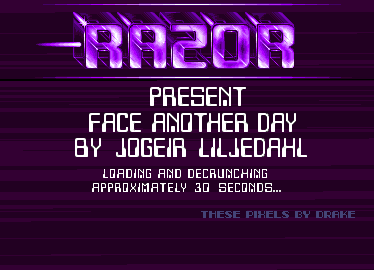 RAZOR
PRESENT
FACE ANOTHER DAY
BY JOGEIR LILJEDAHL
LOADING AND DECRUNCHING
APPROXIMATELY 30 SECONDS...
THESE PIXELS BY DRAKE